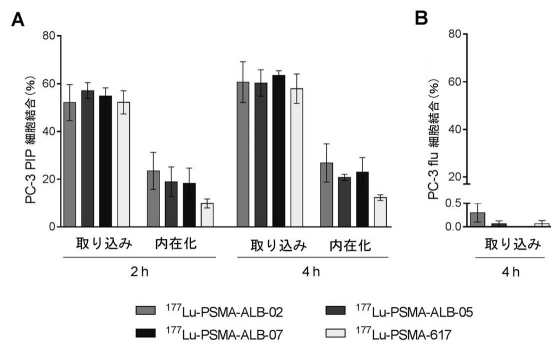 A
PC-3 PIP 細胞結合 (%)
80
60
40
20
0
取り込み 内在化 取り込み 内在化
2 h 4 h
B
PC-3 flu 細胞結合 (%)
80
60
40
20
0.5
0.0
取り込み
4 h
177Lu-PSMA-ALB-02 177Lu-PSMA-ALB-05
177Lu-PSMA-ALB-07 177Lu-PSMA-617